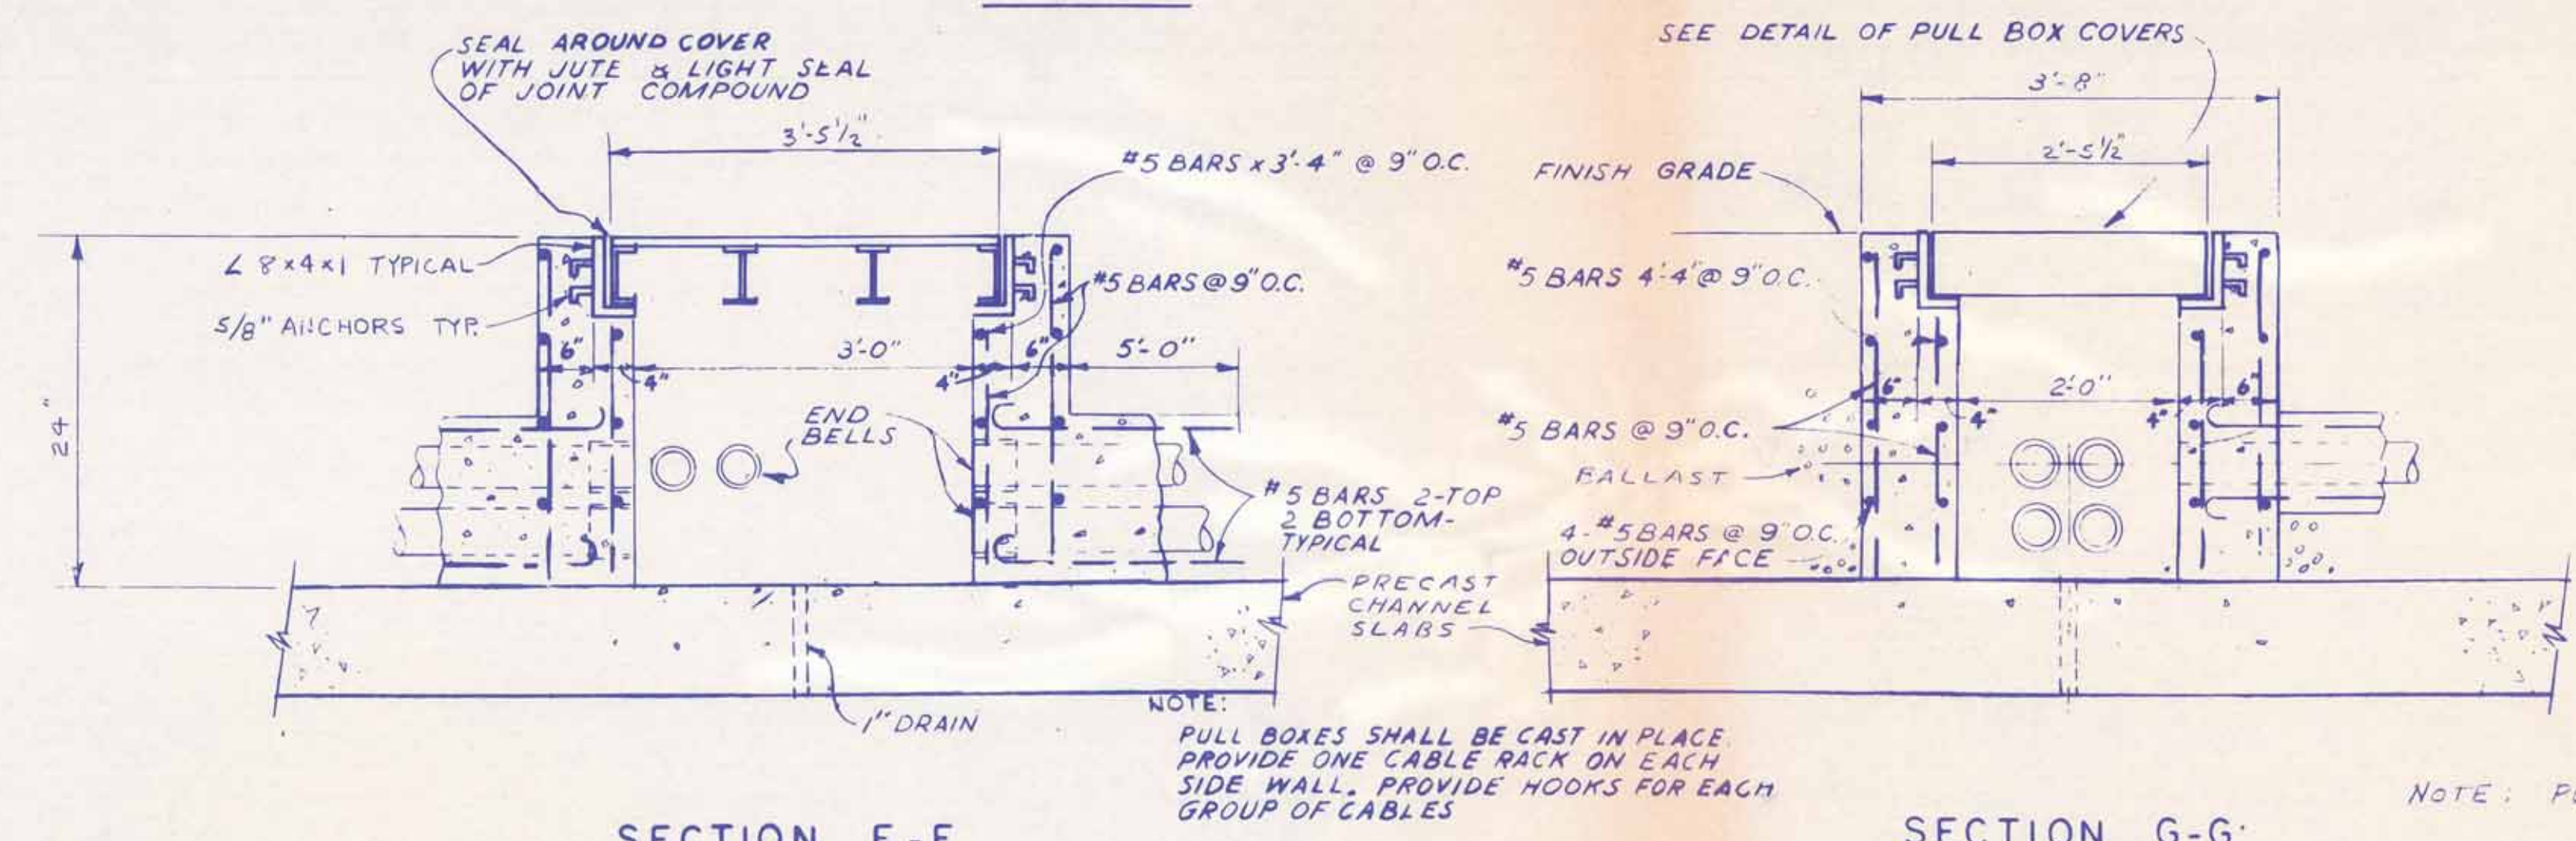 SEAL AROUND COVER
WITH JUTE & LIGHT SEAL
OF JOINT COMPOUND
3'-5 1/2"
#5 BARS x 3'-4" @ 9" O.C.
∠ 8 x 4 x 1 TYPICAL
5/8" ANCHORS TYP.
#5 BARS @ 9" O.C.
24"
6"
4"
3'-0"
4"
6"
5'-0"
END
BELLS
#5 BARS 2-TOP
2 BOTTOM-
TYPICAL
PRECAST
CHANNEL
SLABS
1" DRAIN
NOTE:
PULL BOXES SHALL BE CAST IN PLACE.
PROVIDE ONE CABLE RACK ON EACH
SIDE WALL. PROVIDE HOOKS FOR EACH
GROUP OF CABLES
SEE DETAIL OF PULL BOX COVERS
3'-8"
2'-5 1/2"
FINISH GRADE
#5 BARS 4'-4" @ 9" O.C.
6"
4"
2'-0"
4"
6"
#5 BARS @ 9" O.C.
BALLAST
4-#5 BARS @ 9" O.C.
OUTSIDE FACE
NOTE:
SECTION
SECTION G-G